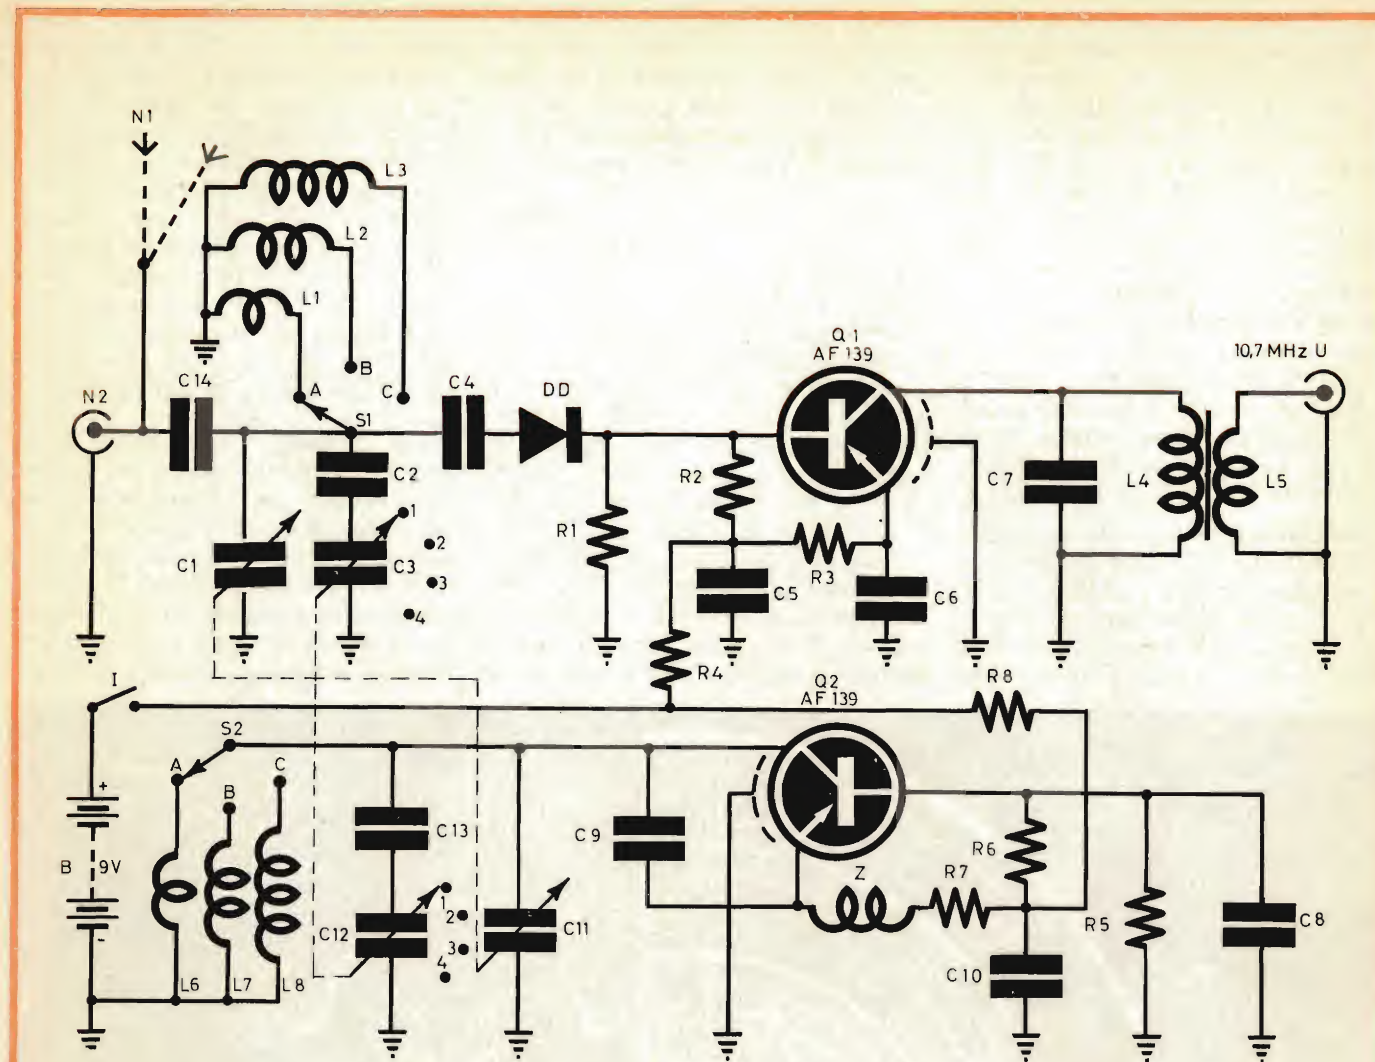 N1
L3
L2
L1
Q1
AF 139
10,7 MHz U
B
C14
A
C
C4
DD
N2
S1
C2
R2
C7
L4
L5
1
R1
2
C1
C3
R3
3
C5
C6
4
R4
I
Q2
AF 139
R8
S2
A
B
C
+
C13
C9
R6
B 9V
Z
R7
1
2
C12
C11
R5
C8
3
4
C10
-
L6
L7
L8